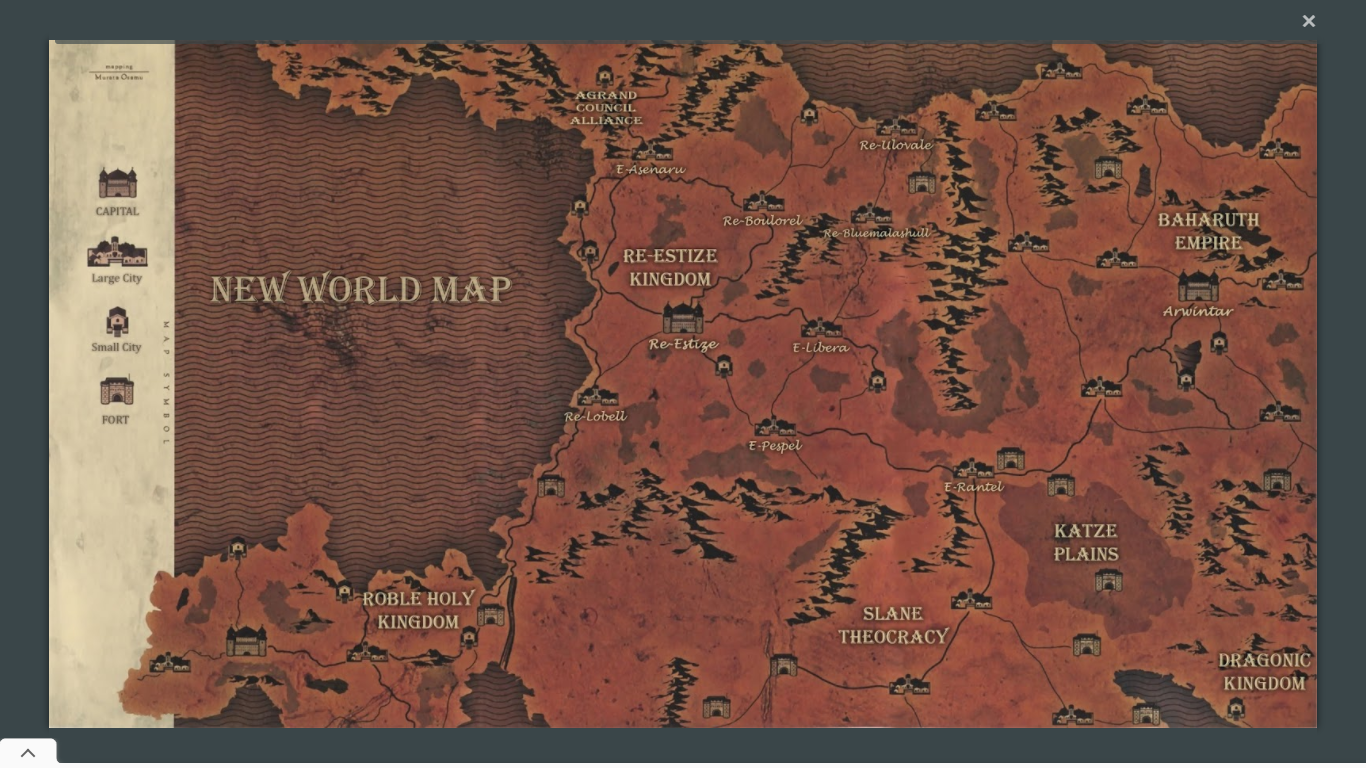 mapping
Murata Osamu
CAPITAL
Large City
Small City
FORT
MAP SYMBOL
NEW WORLD MAP
AGRAND
COUNCIL
ALLIANCE
E-Asenaru
Re-Ulovale
Re-Boulorel
Re-Bluemalashull
RE-ESTIZE
KINGDOM
Re-Estize
E-Libera
Re-Lobell
E-Pespel
E-Rantel
BAHARUTH
EMPIRE
Arwintar
KATZE
PLAINS
ROBLE HOLY
KINGDOM
SLANE
THEOCRACY
DRAGONIC
KINGDOM